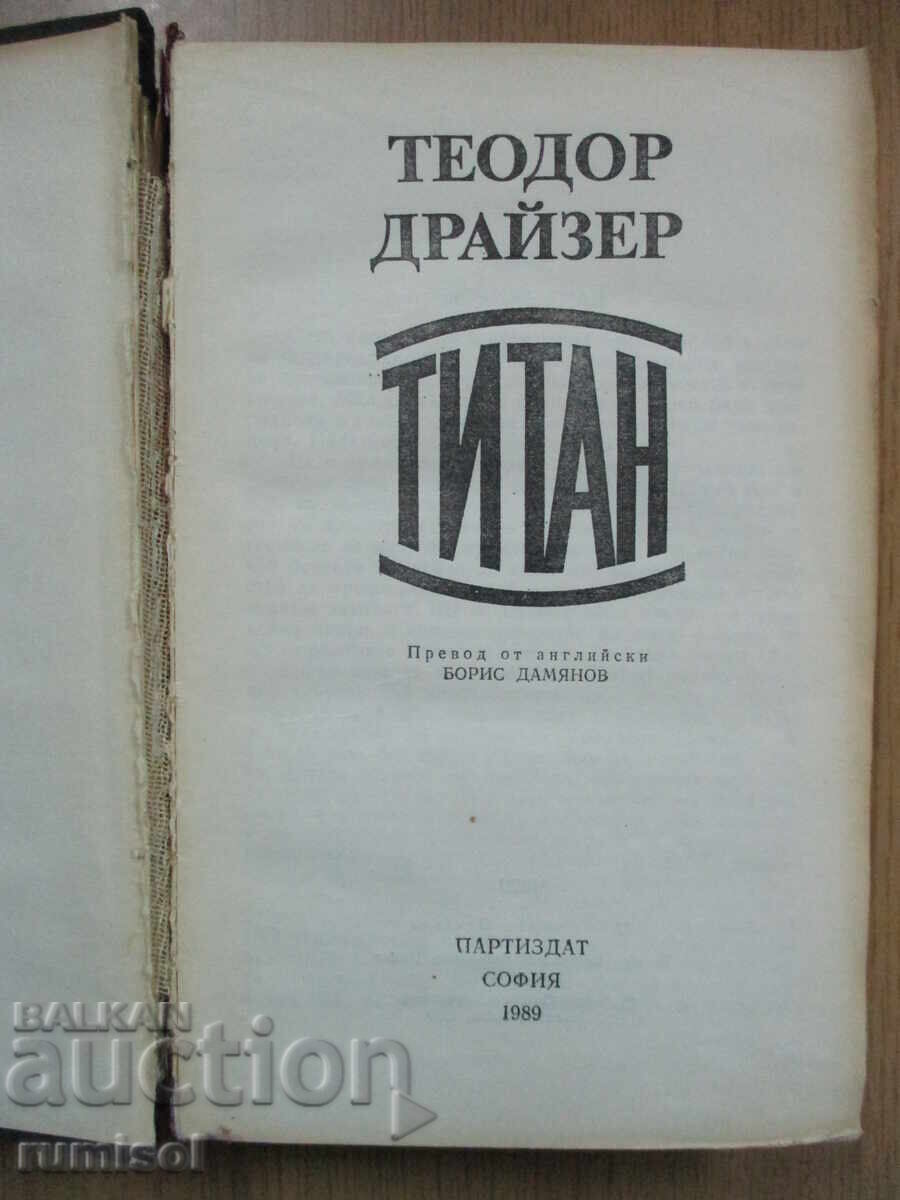 ТЕОДОР
ДРАЙЗЕР
ТИТАН
Превод от английски
БОРИС ДАМЯНОВ
ПАРТИЗДАТ
СОФИЯ
1989
BALKAN
auction
rumisol